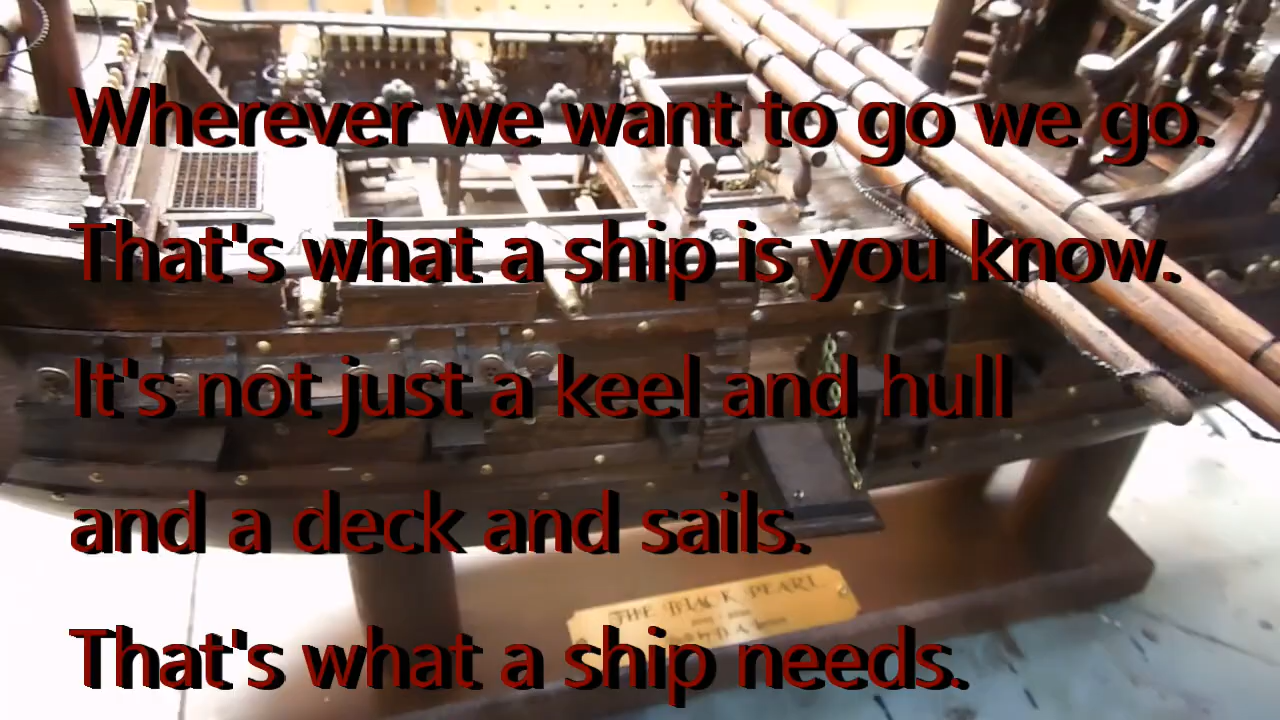 Wherever we want to go we go.
That's what a ship is you know.
It's not just a keel and hull
and a deck and sails.
THE BLACK PEARL
That's what a ship needs.